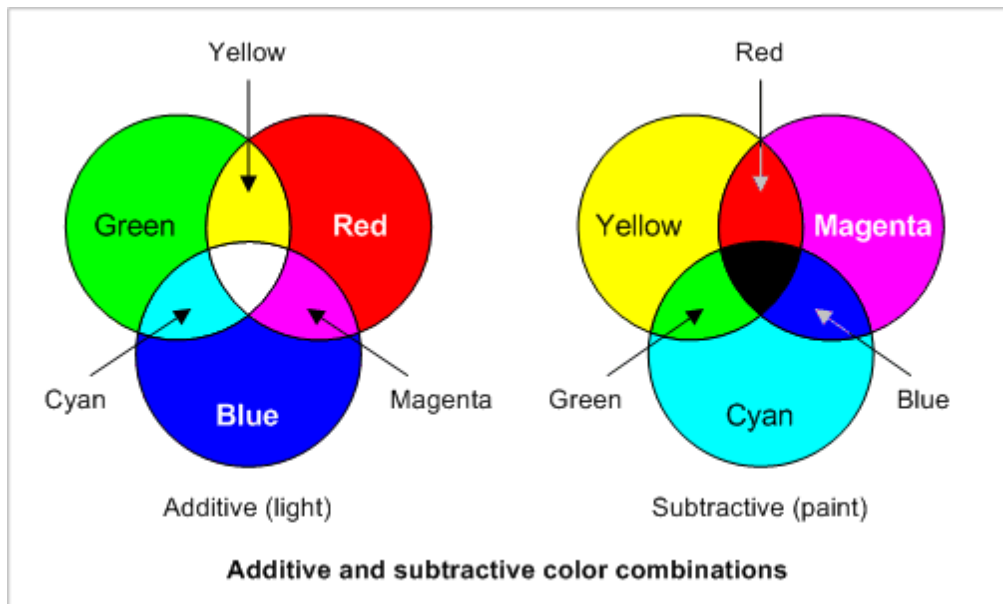 Yellow
Red
Green
Red
Yellow
Magenta
Cyan
Blue
Magenta
Green
Cyan
Blue
Additive (light)
Subtractive (paint)
Additive and subtractive color combinations